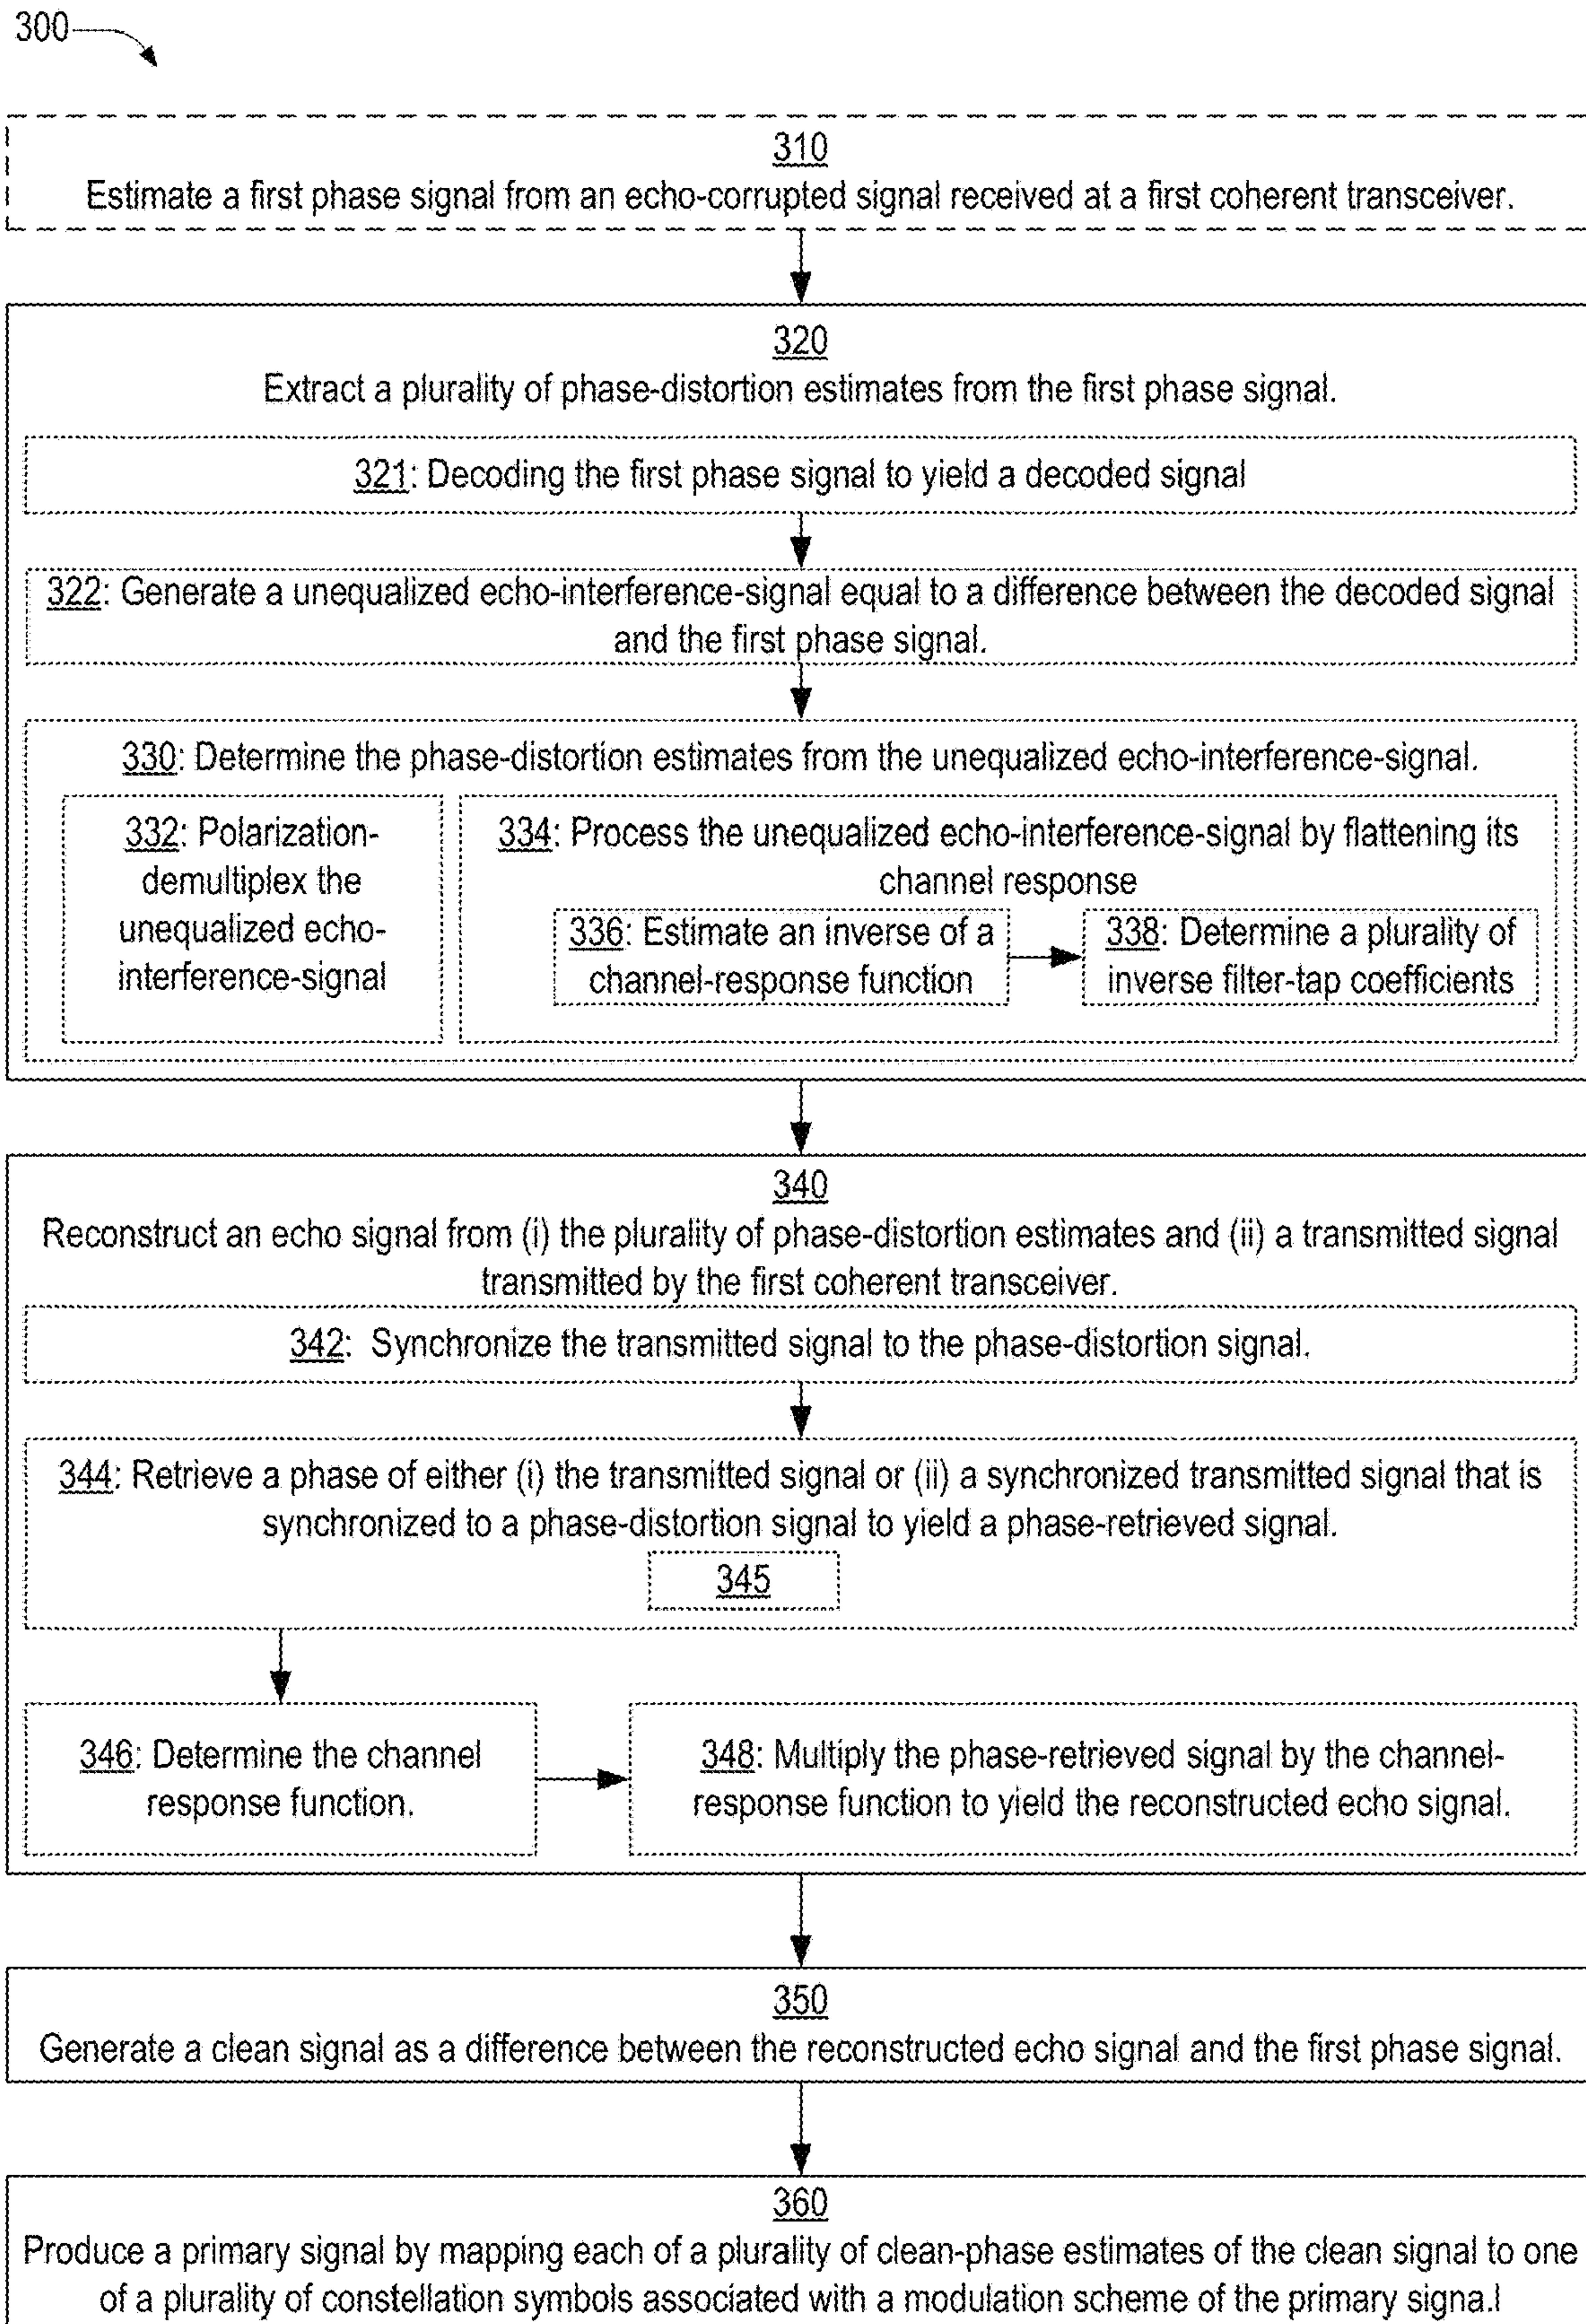 300
310
Estimate a first phase signal from an echo-corrupted signal received at a first coherent transceiver.
320
Extract a plurality of phase-distortion estimates from the first phase signal.
321: Decoding the first phase signal to yield a decoded signal
322: Generate a unequalized echo-interference-signal equal to a difference between the decoded signal
and the first phase signal.
330: Determine the phase-distortion estimates from the unequalized echo-interference-signal.
332: Polarization-
demultiplex the
unequalized echo-
interference-signal
334: Process the unequalized echo-interference-signal by flattening its
channel response
336: Estimate an inverse of a
channel-response function
338: Determine a plurality of
inverse filter-tap coefficients
340
Reconstruct an echo signal from (i) the plurality of phase-distortion estimates and (ii) a transmitted signal
transmitted by the first coherent transceiver.
342: Synchronize the transmitted signal to the phase-distortion signal.
344: Retrieve a phase of either (i) the transmitted signal or (ii) a synchronized transmitted signal that is
synchronized to a phase-distortion signal to yield a phase-retrieved signal.
345
346: Determine the channel
response function.
348: Multiply the phase-retrieved signal by the channel-
response function to yield the reconstructed echo signal.
350
Generate a clean signal as a difference between the reconstructed echo signal and the first phase signal.
360
Produce a primary signal by mapping each of a plurality of clean-phase estimates of the clean signal to one
of a plurality of constellation symbols associated with a modulation scheme of the primary signa.l